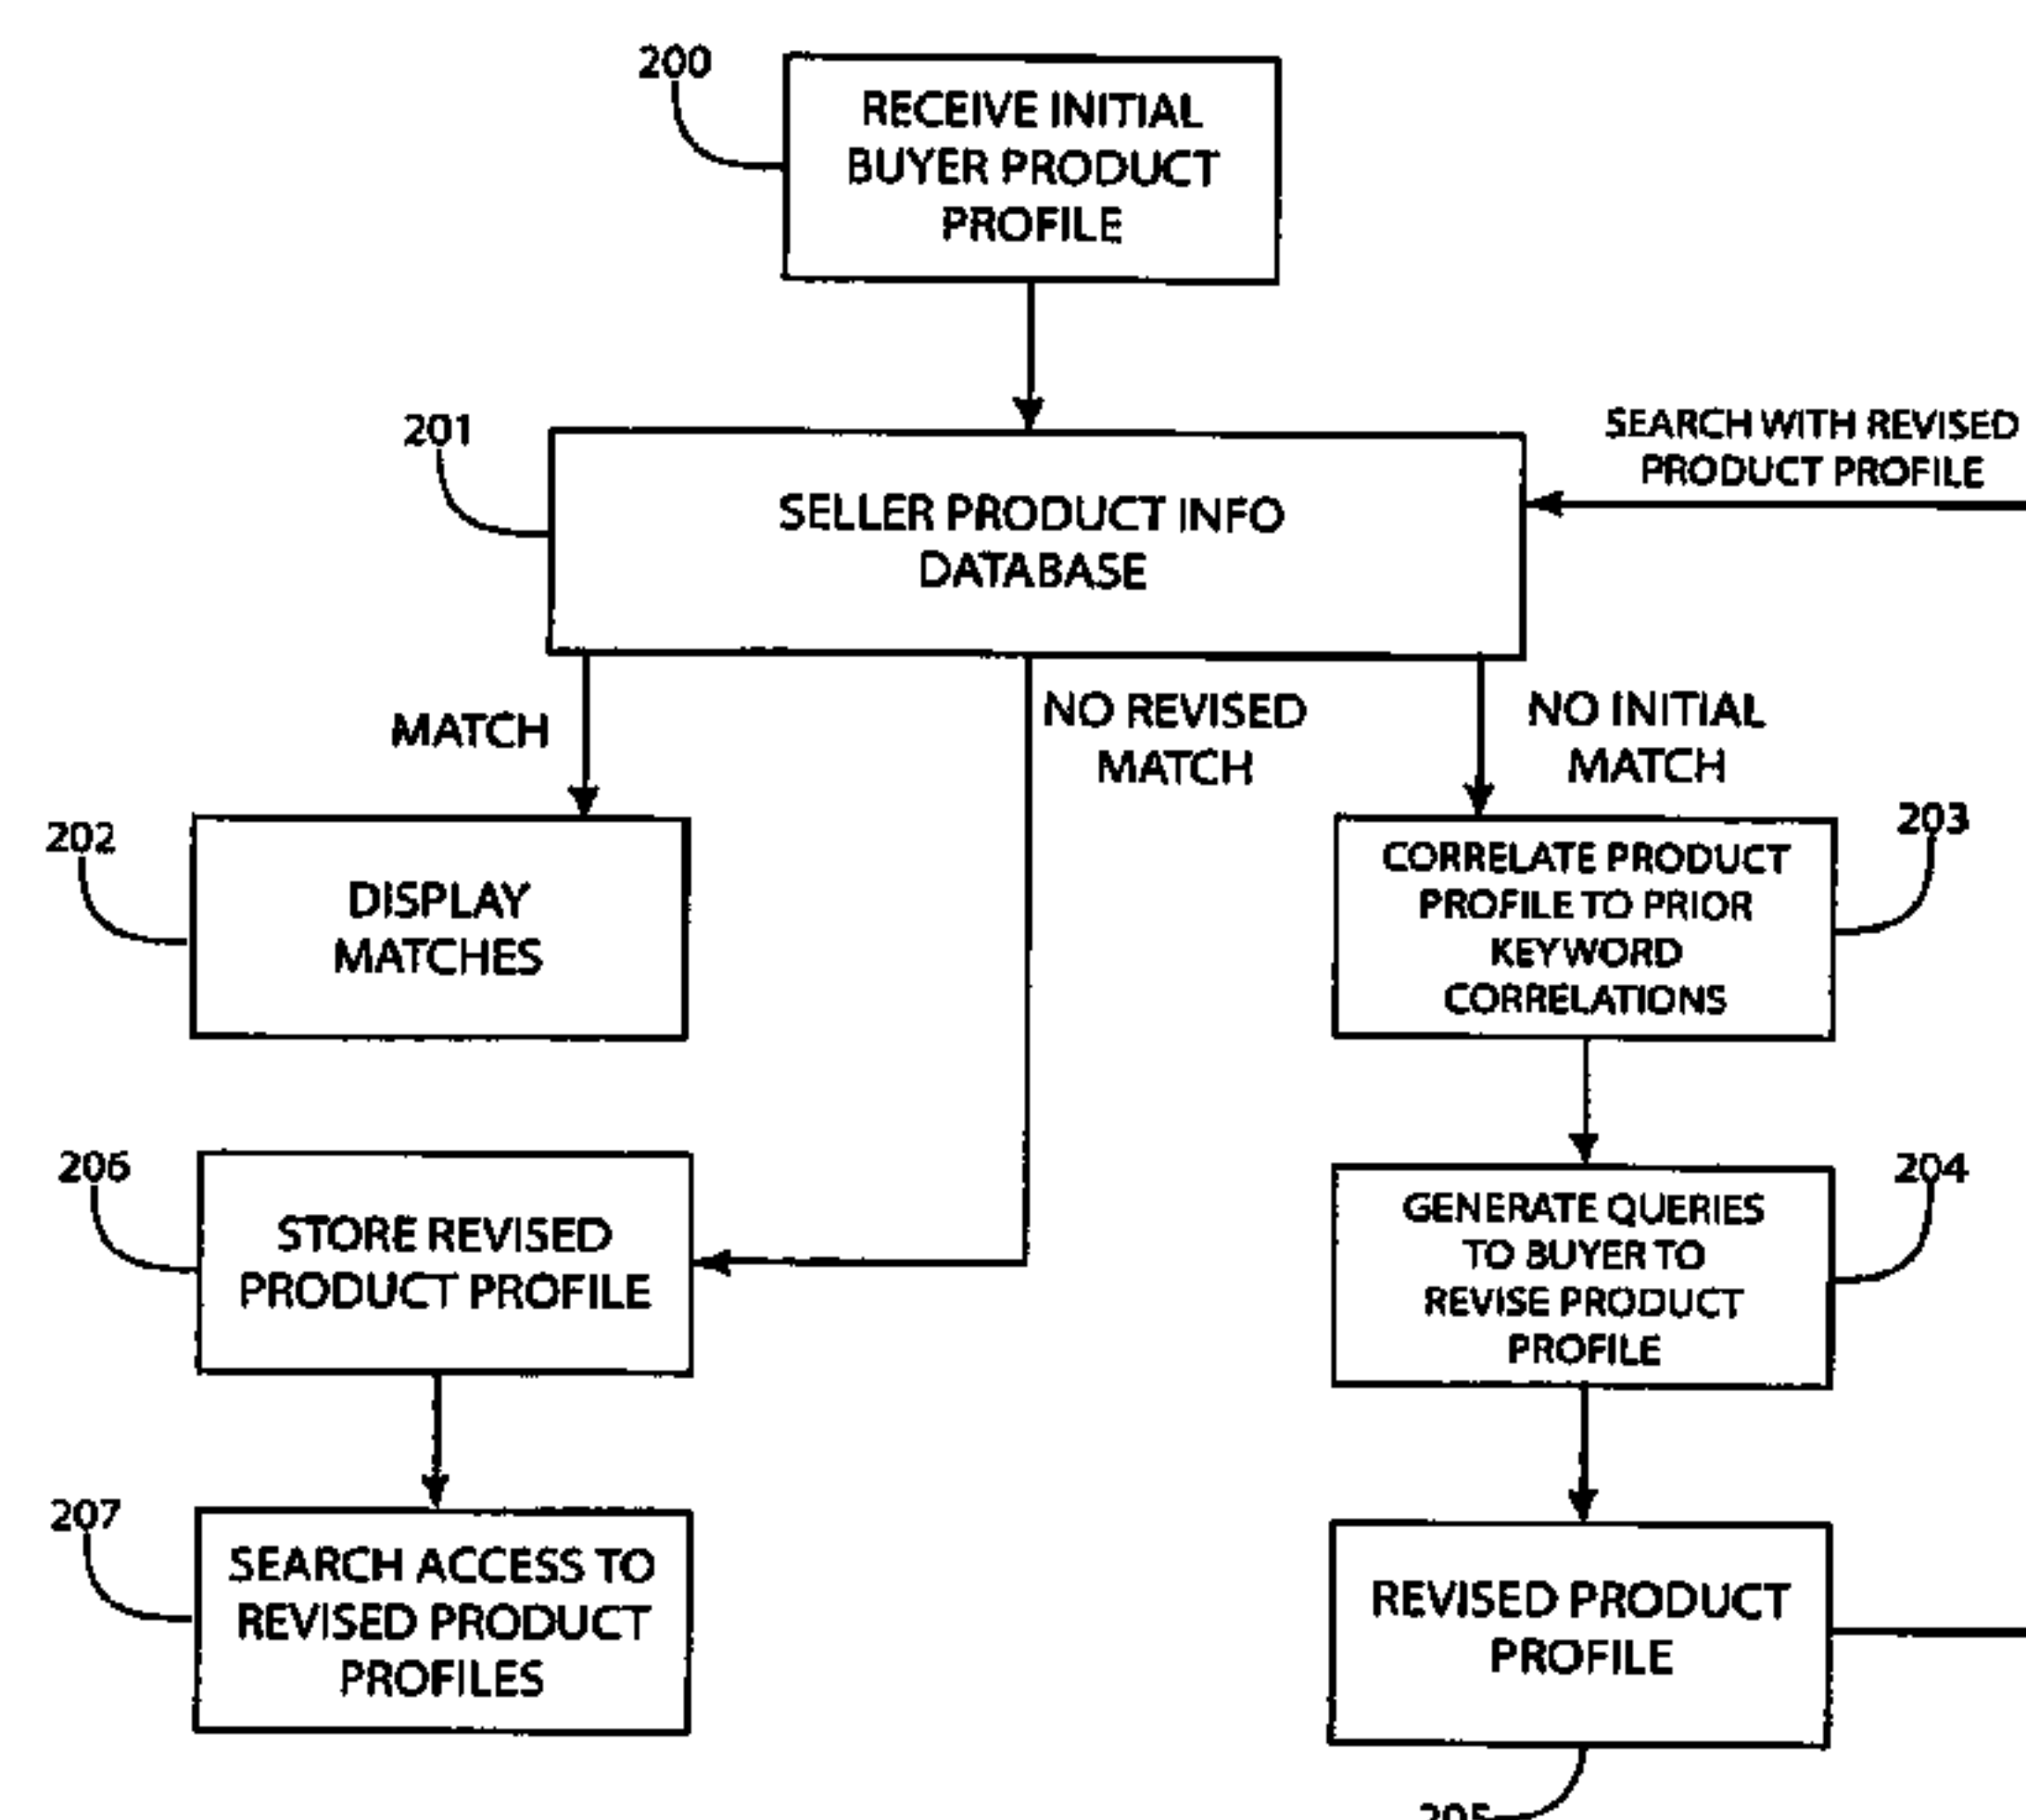 200
RECEIVE INITIAL
BUYER PRODUCT
PROFILE
201
SELLER PRODUCT INFO
DATABASE
SEARCH WITH REVISED
PRODUCT PROFILE
MATCH
NO REVISED
MATCH
NO INITIAL
MATCH
202
DISPLAY
MATCHES
203
CORRELATE PRODUCT
PROFILE TO PRIOR
KEYWORD
CORRELATIONS
206
STORE REVISED
PRODUCT PROFILE
204
GENERATE QUERIES
TO BUYER TO
REVISE PRODUCT
PROFILE
207
SEARCH ACCESS TO
REVISED PRODUCT
PROFILES
REVISED PRODUCT
PROFILE
205